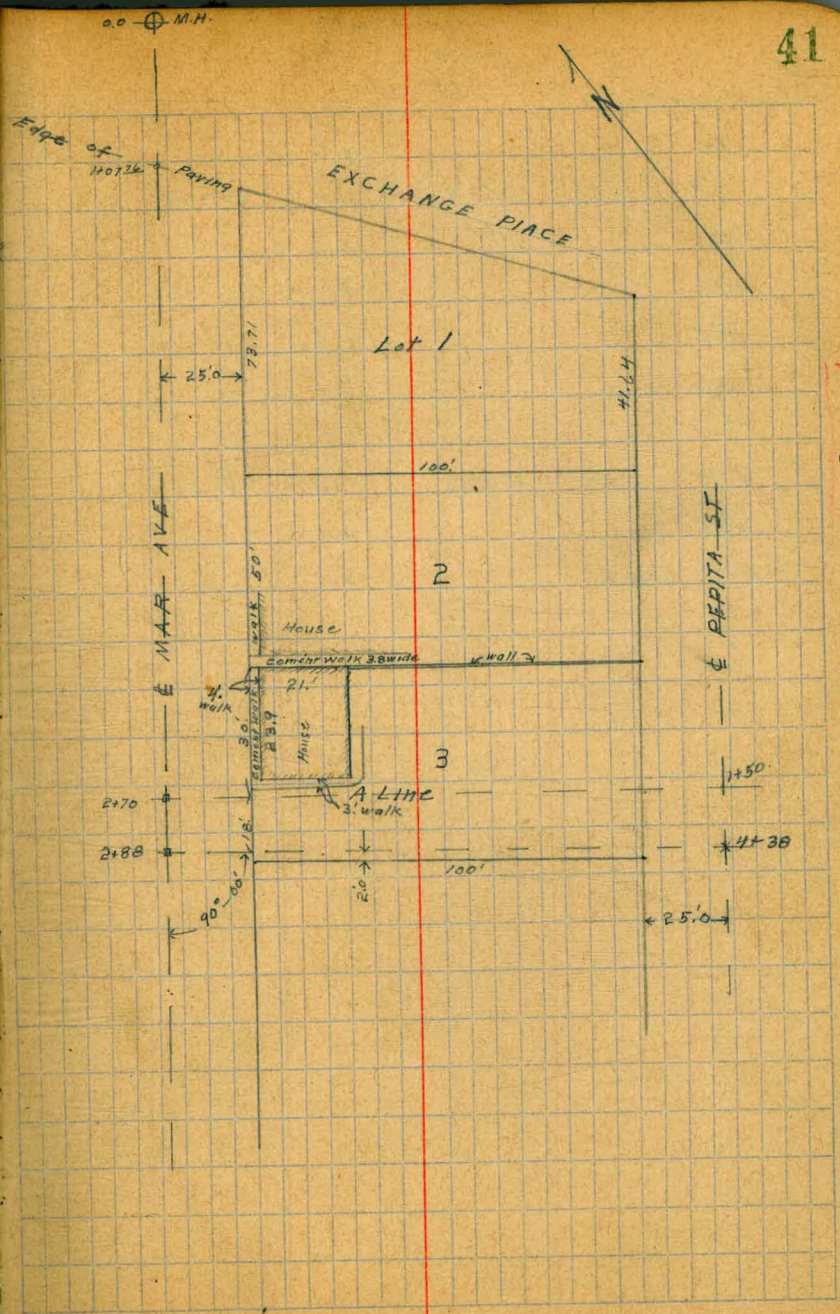 0.0 M.H.
41
N
Edge of
1+07.36 Paving
EXCHANGE PLACE
73.71
Lot 1
41.64
25.0
100.'
℄ MAR AVE
℄ PEPITA ST
50'
2
walk
House
cement walk 3.8 wide
wall
4.'
walk
21.'
30'
cement walk
23.9
House
3
1+50
2+70
A Line
3.' walk
2+88
18.'
4+38
100'
2.0
90°-00'
25.0